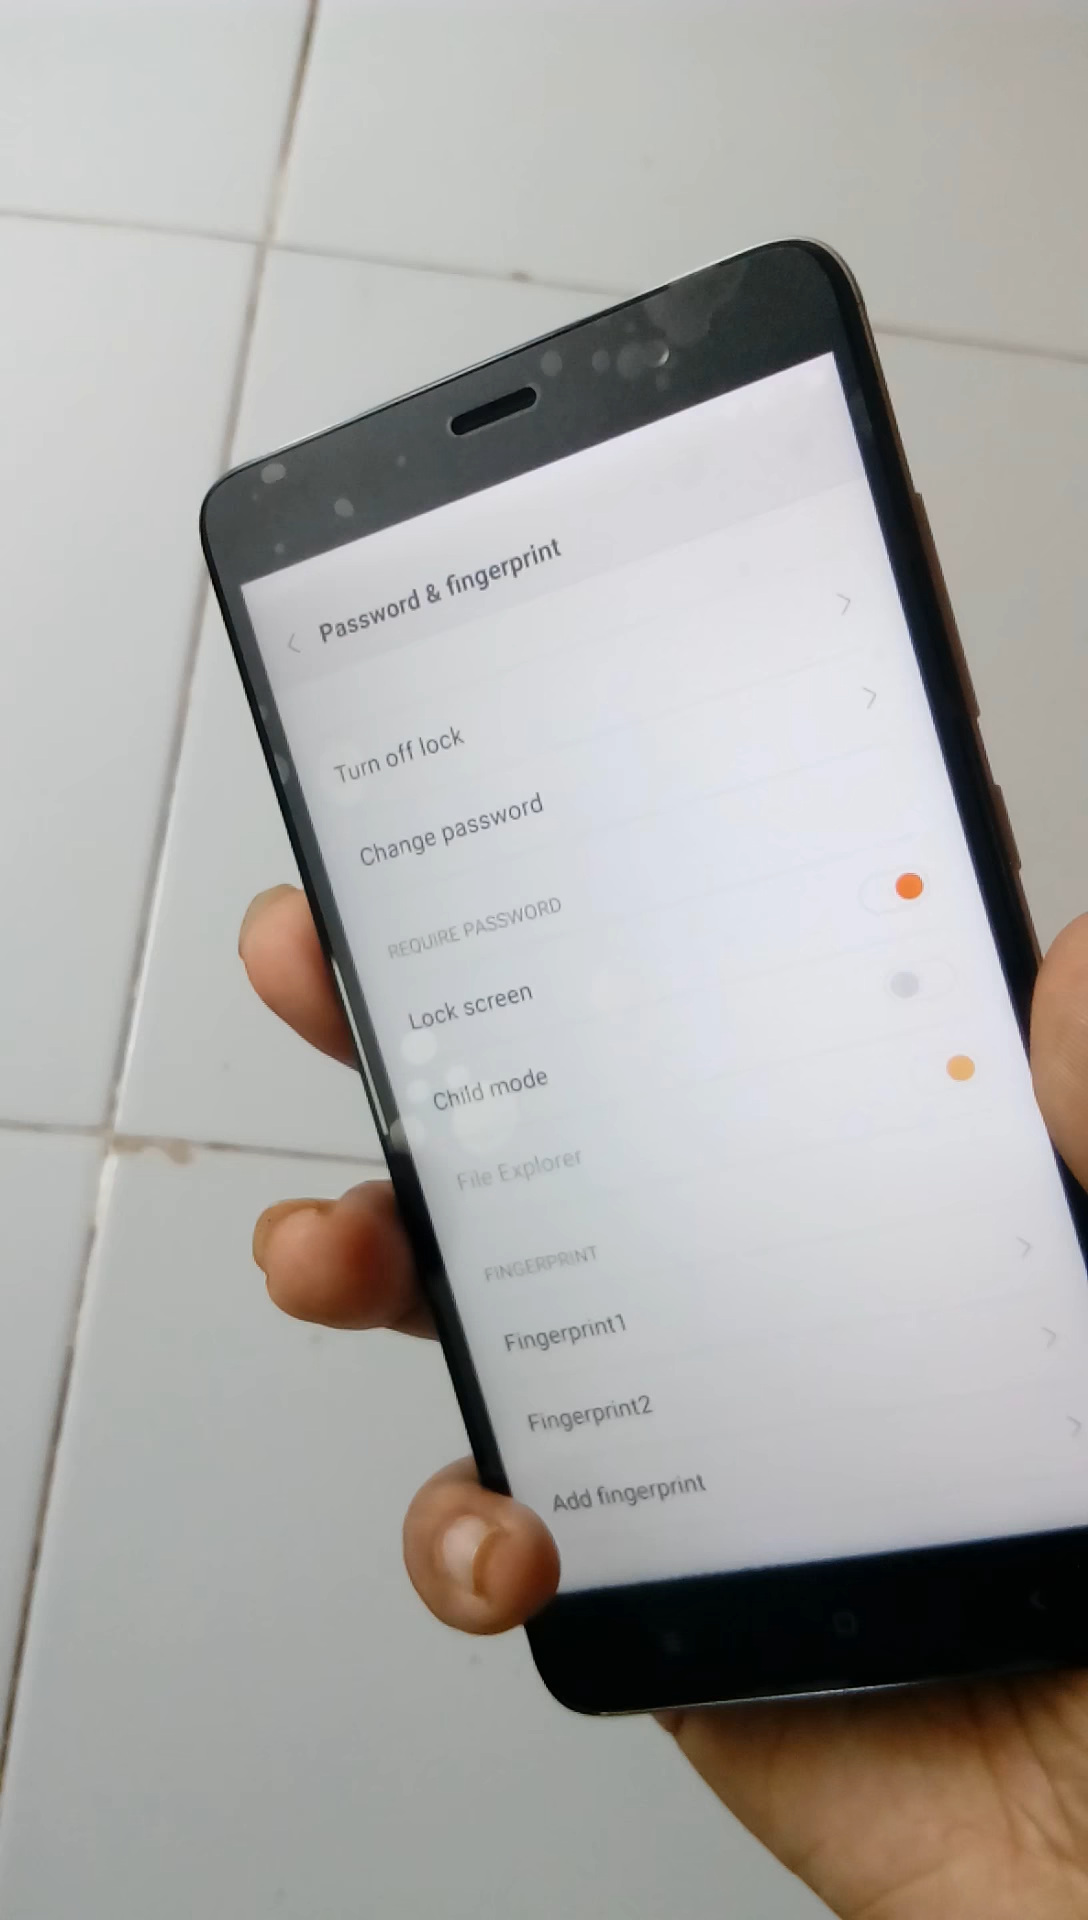 Password & fingerprint
Turn off lock
Change password
REQUIRE PASSWORD
Lock screen
Child mode
File Explorer
FINGERPRINT
Fingerprint1
Fingerprint2
Add fingerprint